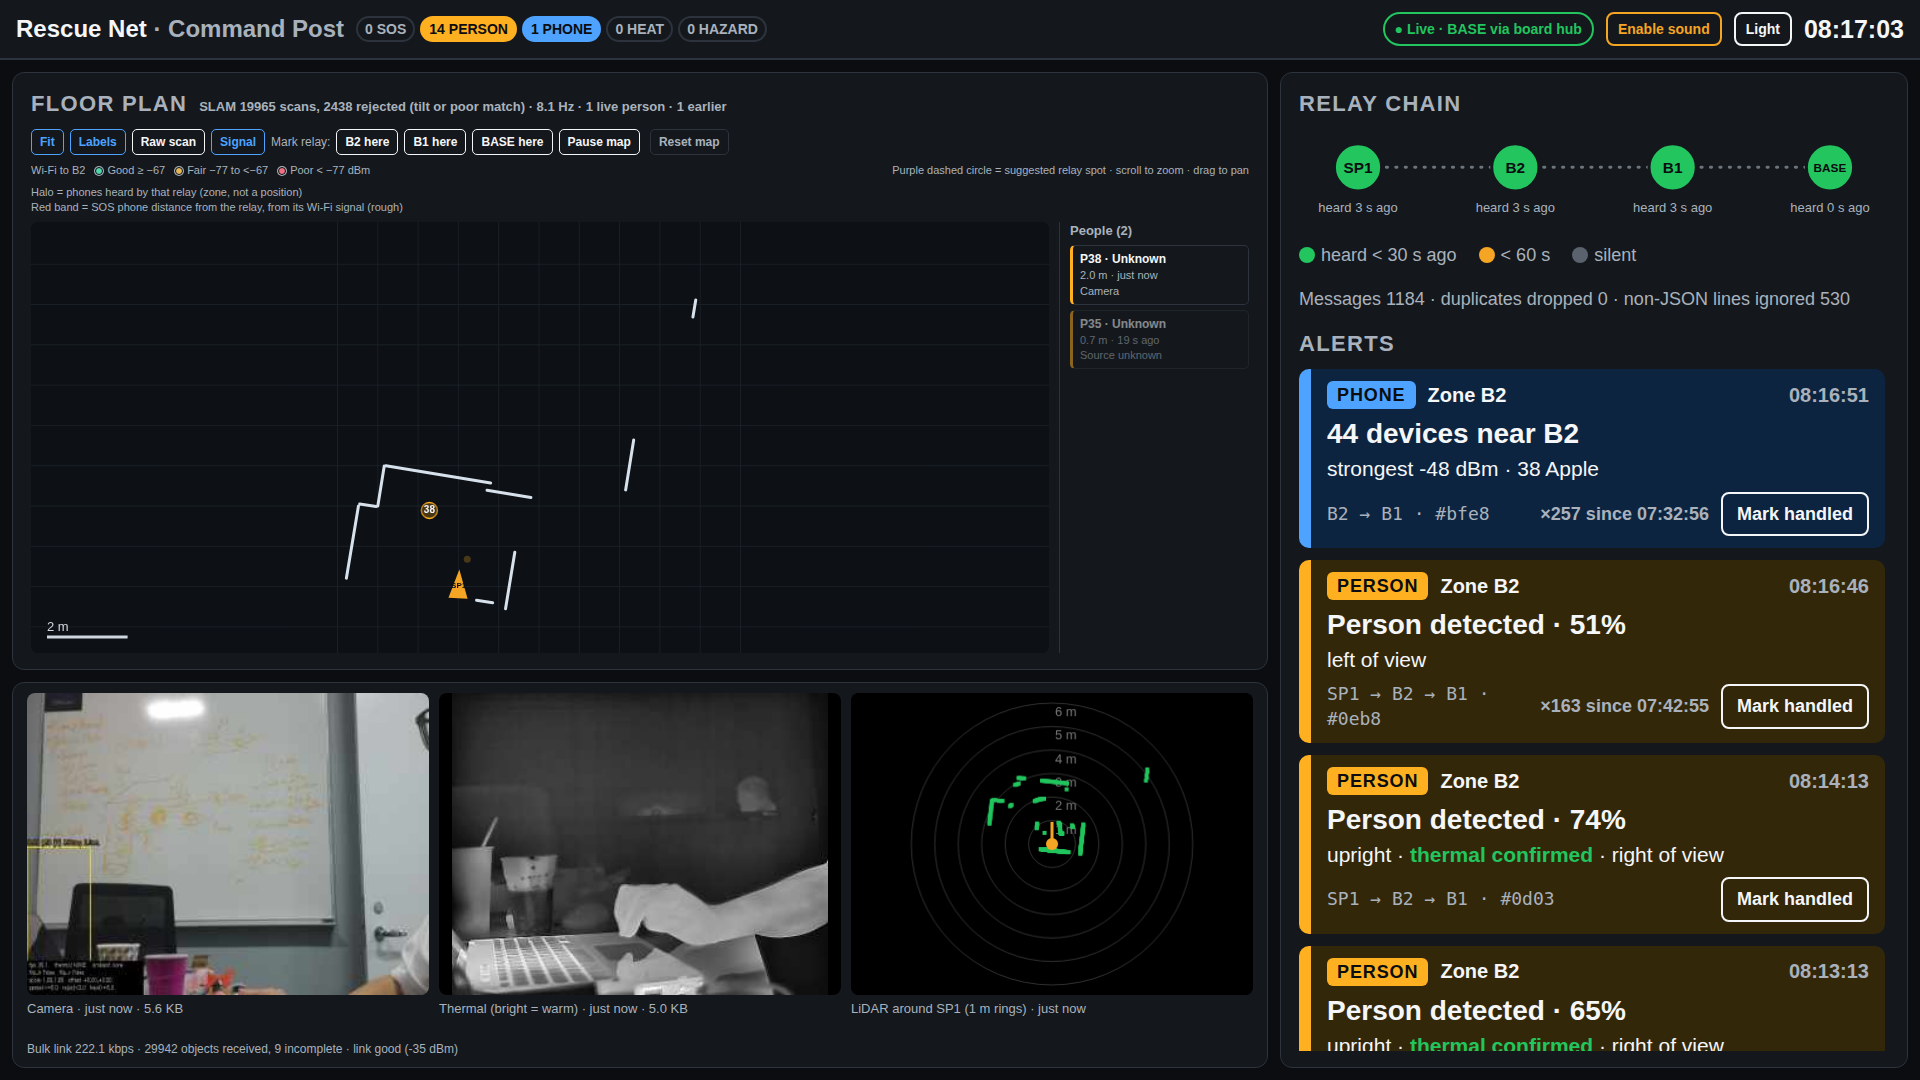 Rescue Net · Command Post
0 SOS
14 PERSON
1 PHONE
0 HEAT
0 HAZARD
● Live · BASE via board hub
Enable sound
Light
08:17:03
FLOOR PLAN
SLAM 19965 scans, 2438 rejected (tilt or poor match) · 8.1 Hz · 1 live person · 1 earlier
Fit
Labels
Raw scan
Signal
Mark relay:
B2 here
B1 here
BASE here
Pause map
Reset map
Wi-Fi to B2
Good ≥ −67
Fair −77 to <−67
Poor < −77 dBm
Purple dashed circle = suggested relay spot · scroll to zoom · drag to pan
Halo = phones heard by that relay (zone, not a position)
Red band = SOS phone distance from the relay, from its Wi-Fi signal (rough)
38
2 m
People (2)
P38 · Unknown
2.0 m · just now
Camera
P35 · Unknown
0.7 m · 19 s ago
Source unknown
6 m
5 m
4 m
2 m
Camera · just now · 5.6 KB
Thermal (bright = warm) · just now · 5.0 KB
LiDAR around SP1 (1 m rings) · just now
Bulk link 222.1 kbps · 29942 objects received, 9 incomplete · link good (-35 dBm)
RELAY CHAIN
SP1
B2
B1
BASE
heard 3 s ago
heard 3 s ago
heard 3 s ago
heard 0 s ago
heard < 30 s ago
< 60 s
silent
Messages 1184 · duplicates dropped 0 · non-JSON lines ignored 530
ALERTS
PHONE
Zone B2
08:16:51
44 devices near B2
strongest -48 dBm · 38 Apple
B2 → B1 · #bfe8
×257 since 07:32:56
Mark handled
PERSON
Zone B2
08:16:46
Person detected · 51%
left of view
SP1 → B2 → B1 ·
#0eb8
×163 since 07:42:55
Mark handled
PERSON
Zone B2
08:14:13
Person detected · 74%
upright · thermal confirmed · right of view
SP1 → B2 → B1 · #0d03
Mark handled
PERSON
Zone B2
08:13:13
Person detected · 65%
upright · thermal confirmed · right of view